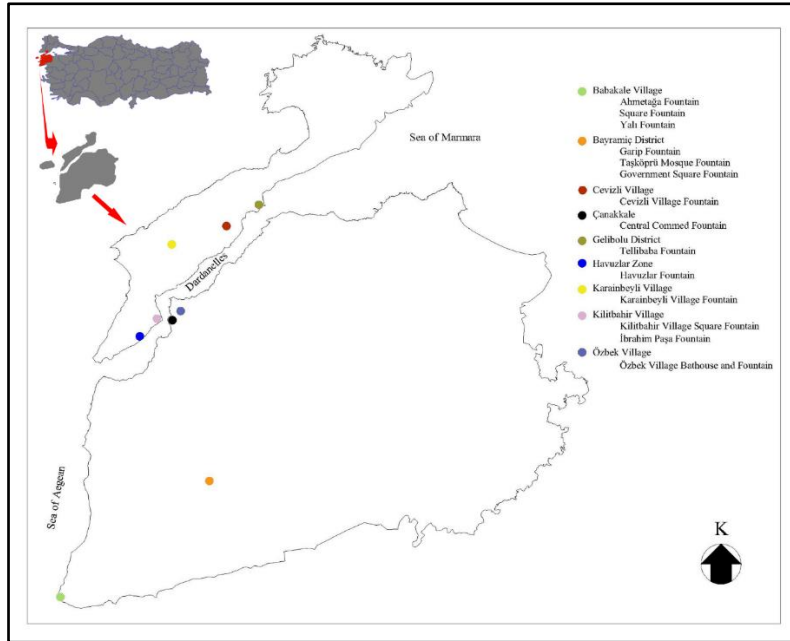 Sea of Marmara
Dardanelles
Sea of Aegean
Babakale Village
Ahmetağa Fountain
Square Fountain
Yalı Fountain
Bayramiç District
Garip Fountain
Taşköprü Mosque Fountain
Government Square Fountain
Cevizli Village
Cevizli Village Fountain
Çanakkale
Central Commed Fountain
Gelibolu District
Tellibaba Fountain
Havuzlar Zone
Havuzlar Fountain
Karainbeyli Village
Karainbeyli Village Fountain
Kilitbahir Village
Kilitbahir Village Square Fountain
İbrahim Paşa Fountain
Özbek Village
Özbek Village Bathouse and Fountain
K